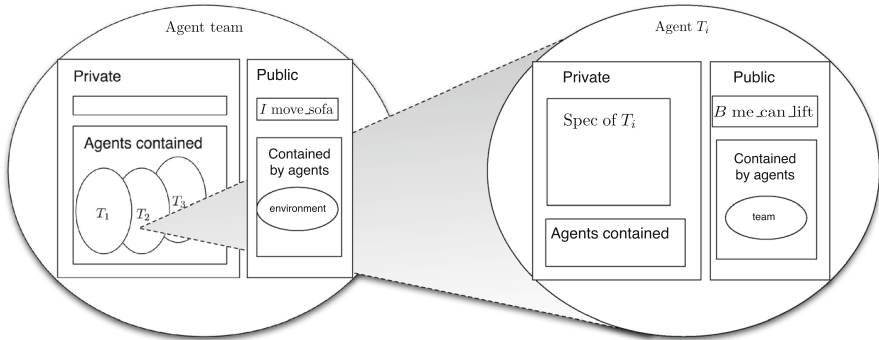 Agent team
Private
Agents contained
T₁
T₂
T₃
Public
I move_sofa
Contained
by agents
environment
Agent Tᵢ
Private
Spec of Tᵢ
Agents contained
Public
B me_can_lift
Contained
by agents
team